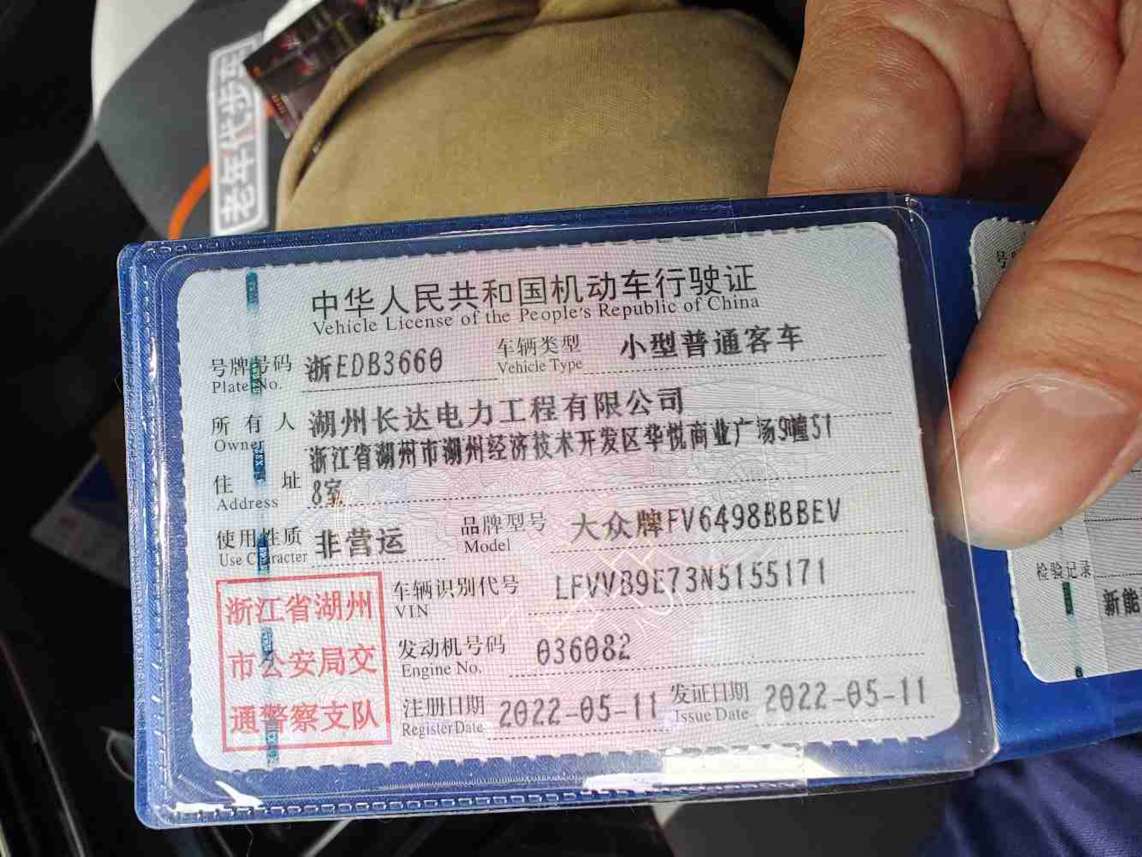 老年代步车
中华人民共和国机动车行驶证
Vehicle License of the People's Republic of China
号牌号码 浙EDB3660 车辆类型 小型普通客车
Plate No. Vehicle Type
所有人 湖州长达电力工程有限公司
Owner
浙江省湖州市湖州经济技术开发区华悦商业广场9幢51
住址 8室
Address
使用性质 非营运 品牌型号 大众牌FV6498BBBEV
Use Character Model
浙江省湖州
市公安局交
通警察支队
车辆识别代号 LFVVB9E73N5155171
VIN
发动机号码 036082
Engine No.
注册日期 2022-05-11 发证日期 2022-05-11
Register Date Issue Date
号
检验记录
新能